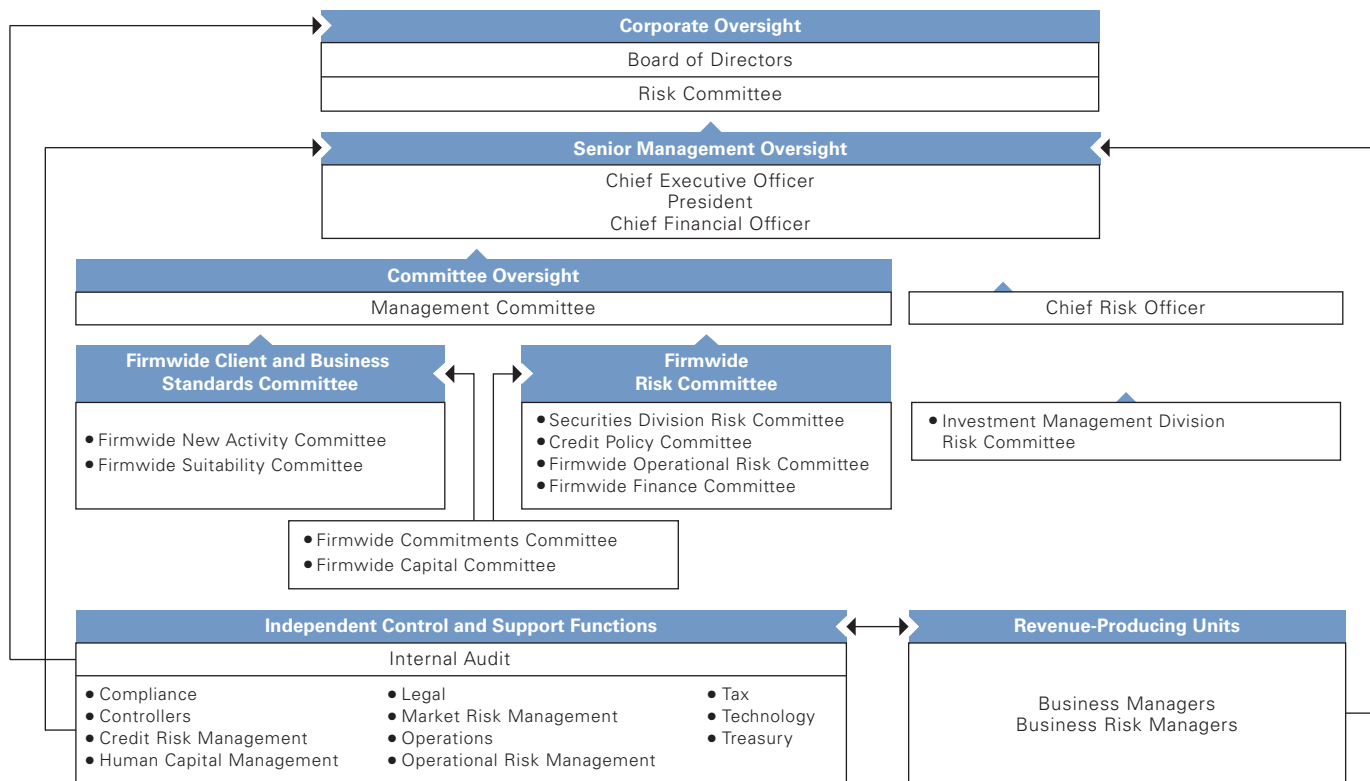 Corporate Oversight
Board of Directors
Risk Committee
Senior Management Oversight
Chief Executive Officer
President
Chief Financial Officer
Committee Oversight
Management Committee
Chief Risk Officer
Firmwide Client and Business
Standards Committee
• Firmwide New Activity Committee
• Firmwide Suitability Committee
Firmwide
Risk Committee
• Securities Division Risk Committee
• Credit Policy Committee
• Firmwide Operational Risk Committee
• Firmwide Finance Committee
• Investment Management Division
Risk Committee
• Firmwide Commitments Committee
• Firmwide Capital Committee
Independent Control and Support Functions
Internal Audit
• Compliance
• Controllers
• Credit Risk Management
• Human Capital Management
• Legal
• Market Risk Management
• Operations
• Operational Risk Management
• Tax
• Technology
• Treasury
Revenue-Producing Units
Business Managers
Business Risk Managers